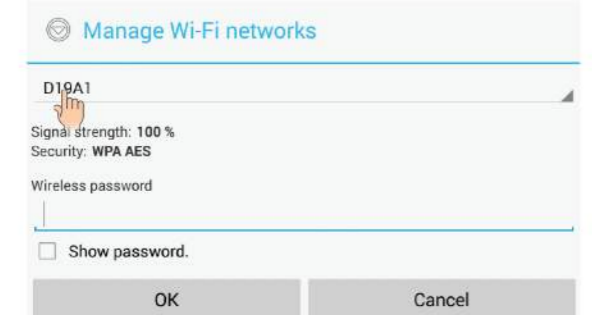 Manage Wi-Fi networks
D19A1
Signal strength: 100 %
Security: WPA AES
Wireless password
Show password.
OK
Cancel